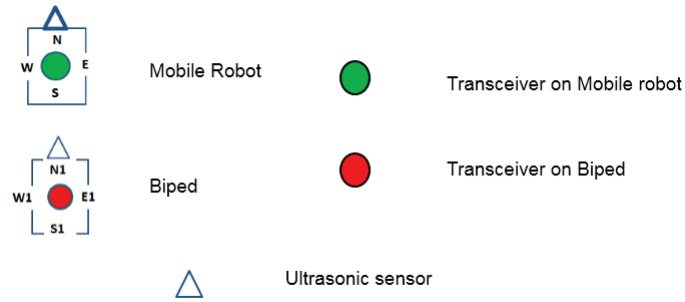 N
W E
S
Mobile Robot
Transceiver on Mobile robot
N1
W1 E1
S1
Biped
Transceiver on Biped
Ultrasonic sensor